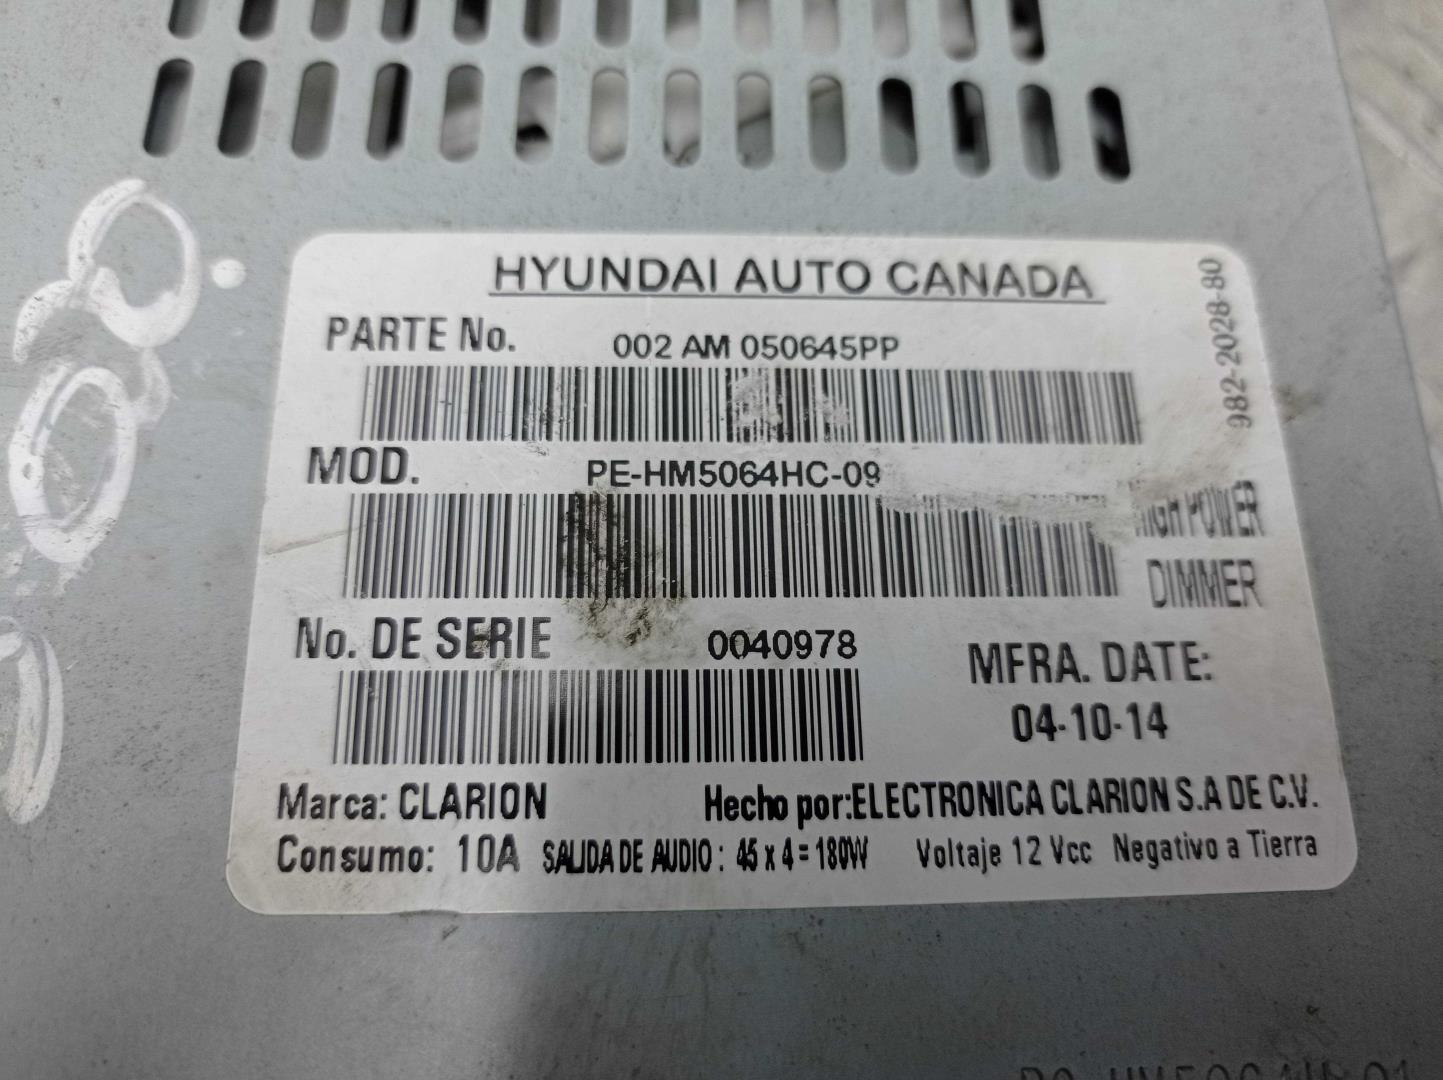 HYUNDAI AUTO CANADA
PARTE No. 002 AM 050645PP
982-2028-80
MOD. PE-HM5064HC-09
HIGH POWER
DIMMER
No. DE SERIE 0040978
MFRA. DATE:
04-10-14
Marca: CLARION Hecho por:ELECTRONICA CLARION S.A DE C.V.
Consumo: 10A SALIDA DE AUDIO: 45 x 4 = 180W Voltaje 12 Vcc Negativo a Tierra